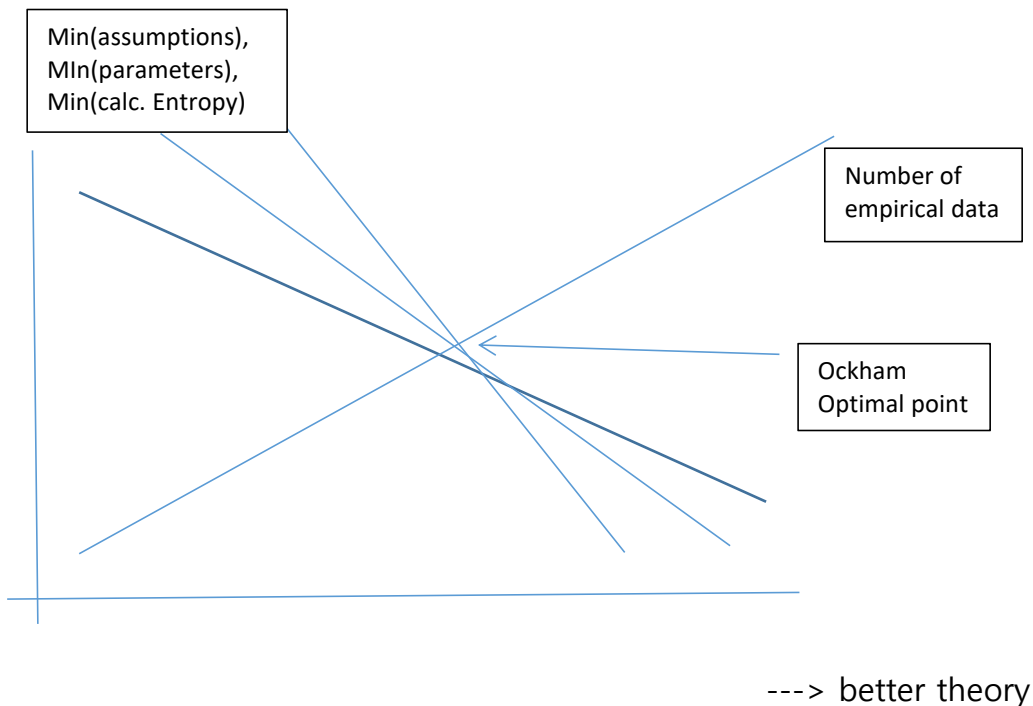 Min(assumptions),
MIn(parameters),
Min(calc. Entropy)
Number of
empirical data
Ockham
Optimal point
---> better theory